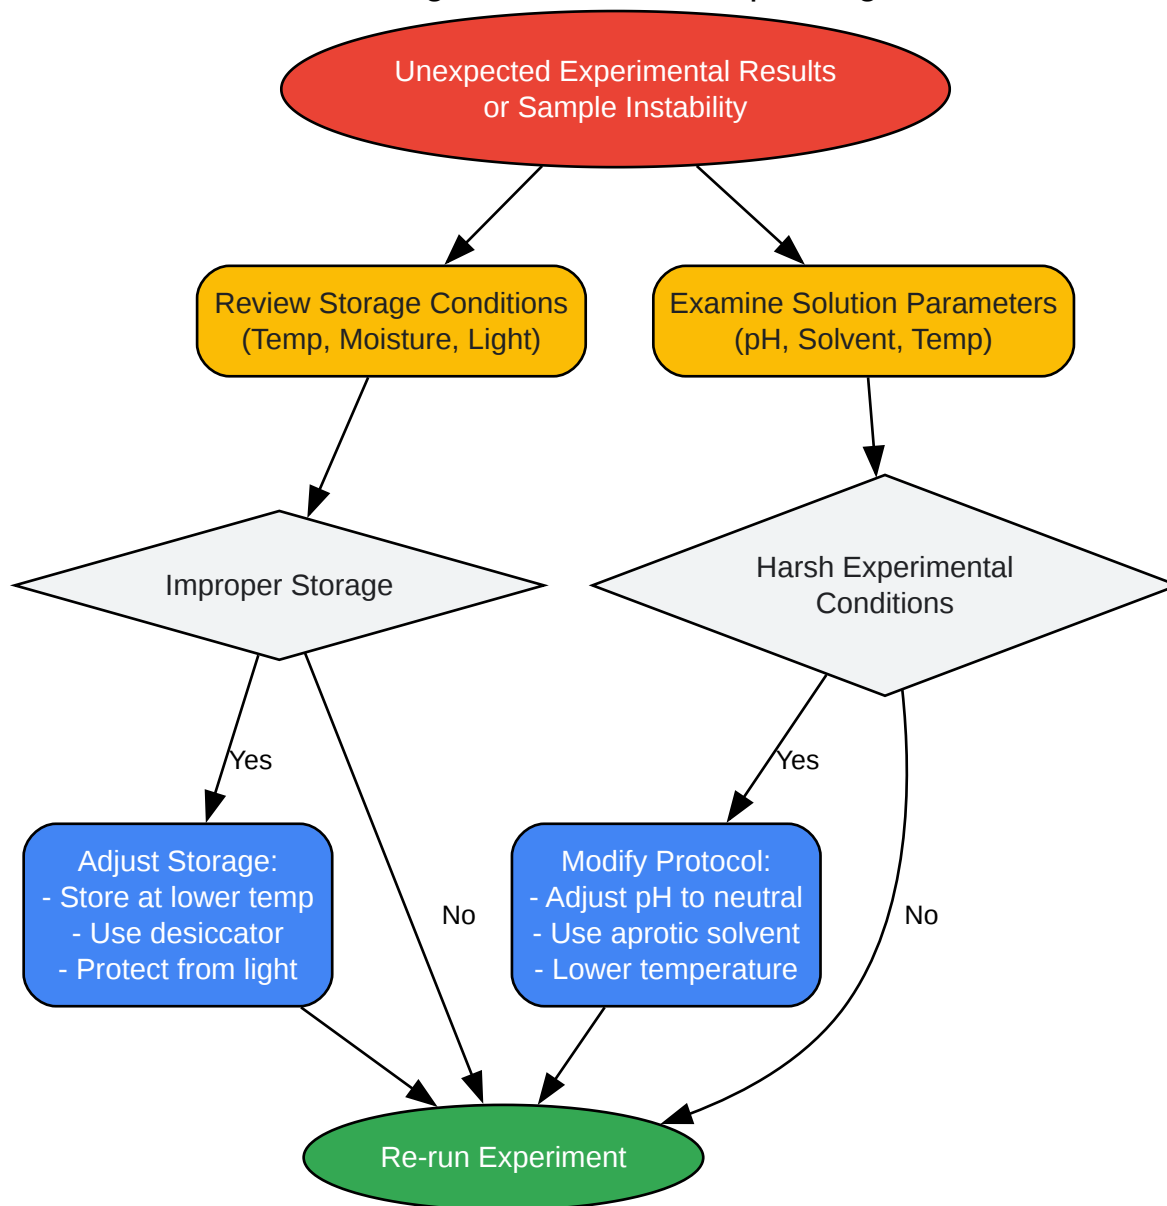 Unexpected Experimental Results
or Sample Instability
Review Storage Conditions
(Temp, Moisture, Light)
Examine Solution Parameters
(pH, Solvent, Temp)
Improper Storage
Harsh Experimental
Conditions
Yes
Yes
Adjust Storage:
- Store at lower temp
- Use desiccator
- Protect from light
No
Modify Protocol:
- Adjust pH to neutral
- Use aprotic solvent
- Lower temperature
No
Re-run Experiment